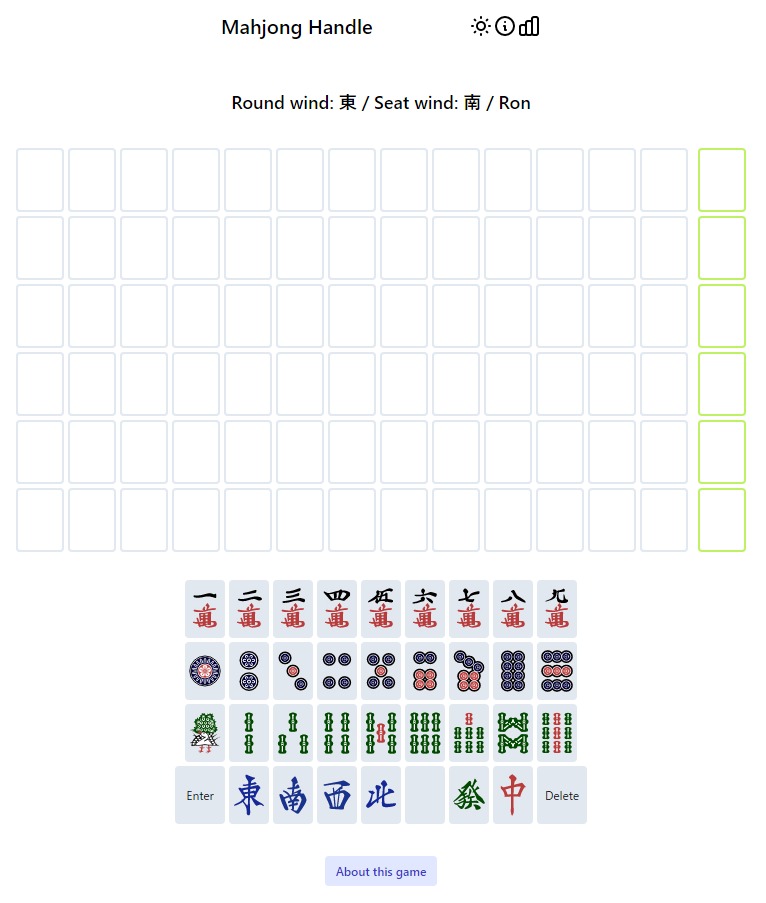 Mahjong Handle
Round wind: 東 / Seat wind: 南 / Ron
一萬 二萬 三萬 四萬 伍萬 六萬 七萬 八萬 九萬
Enter 東 南 西 北 發 中 Delete
About this game